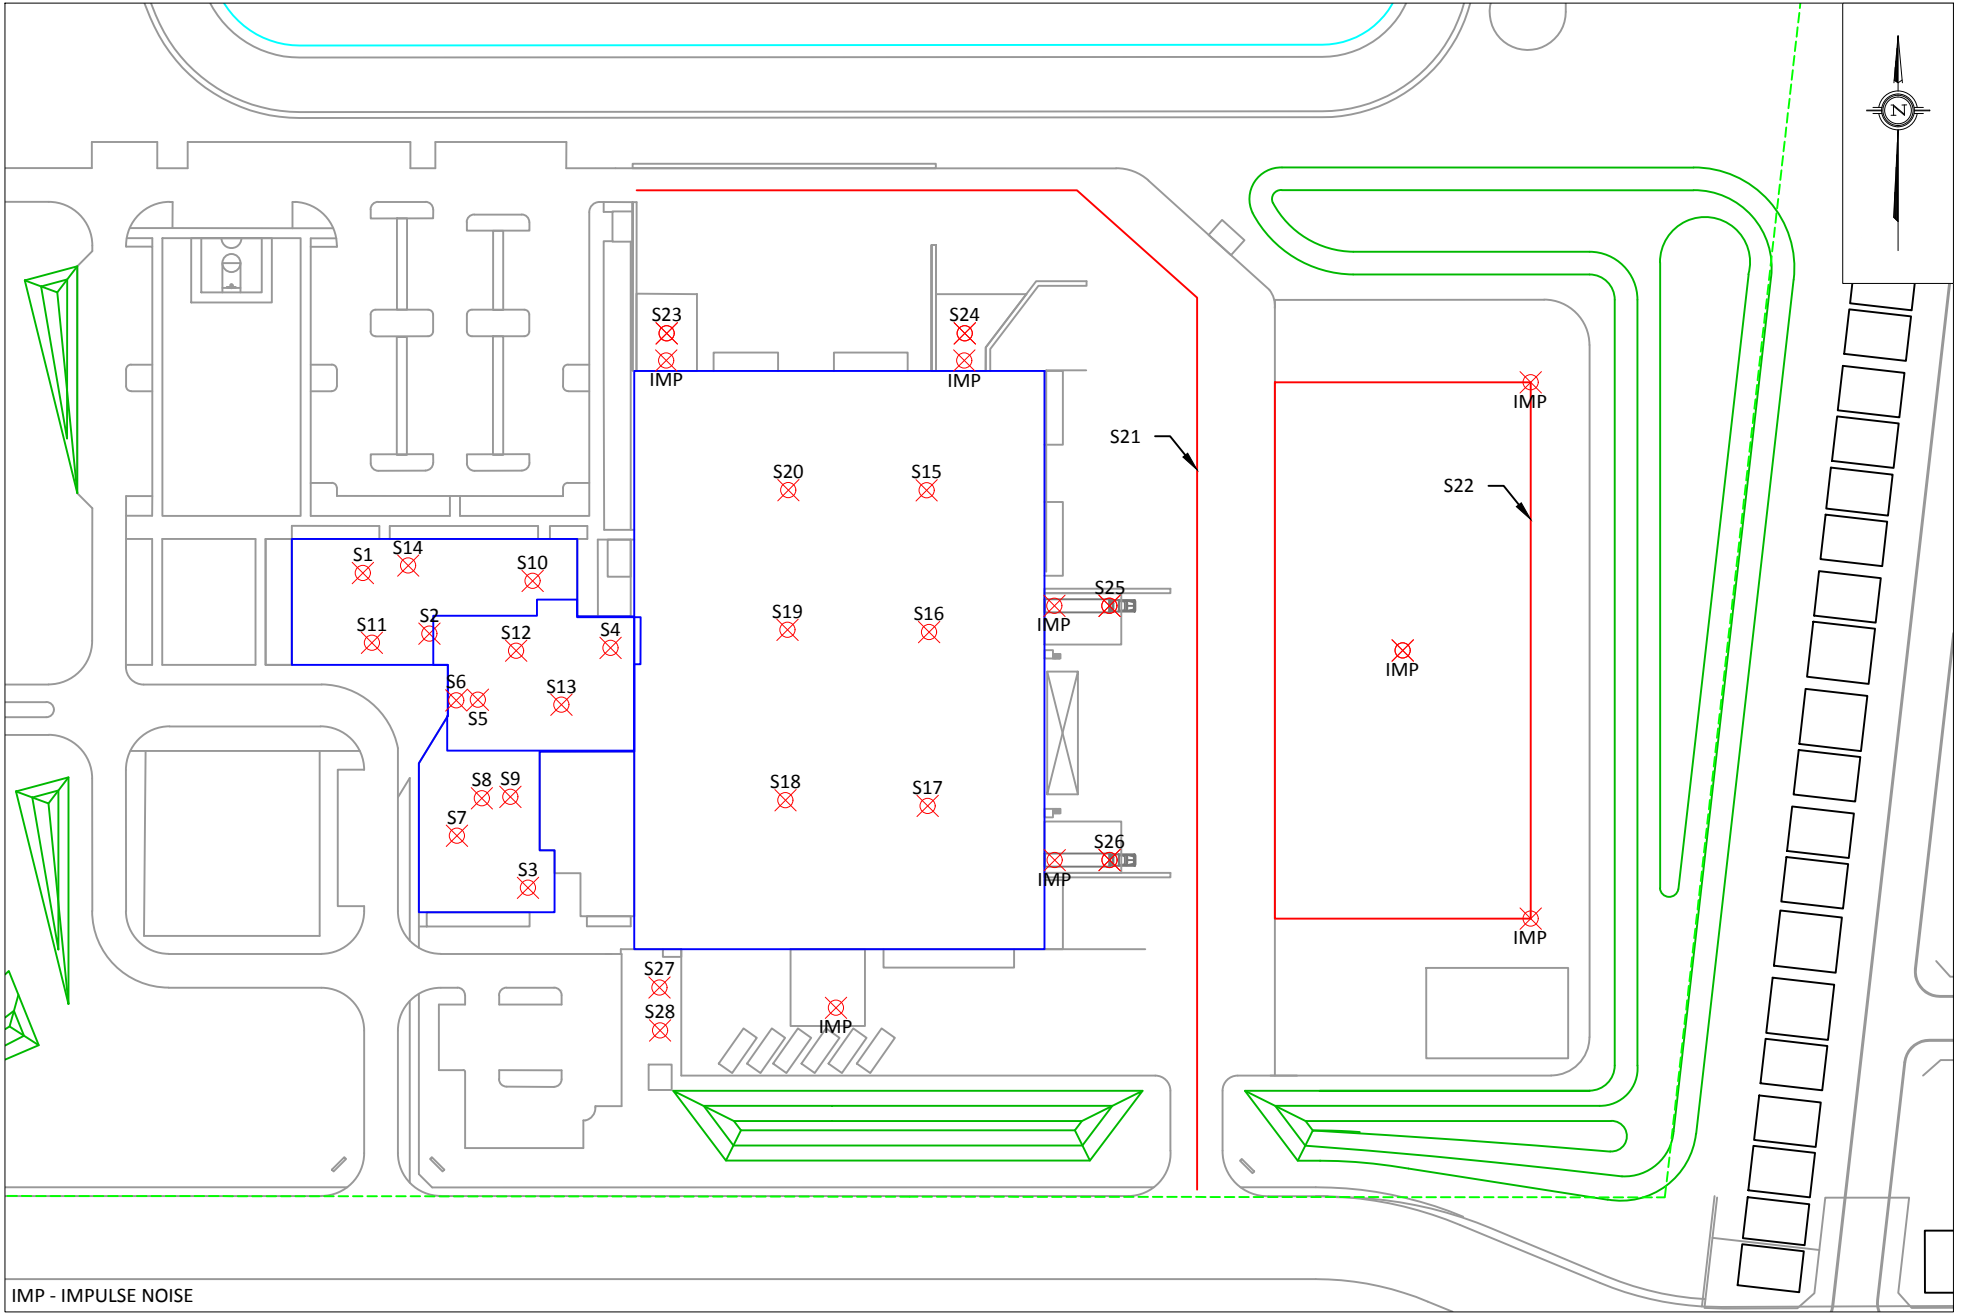 N
S23
S24
IMP
IMP
IMP
S21
S22
S20
S15
S1
S14
S10
S25
S11
S2
S12
S4
S19
S16
IMP
IMP
S6
S5
S13
S8
S9
S18
S17
S7
S3
S26
IMP
IMP
S27
S28
IMP
IMP - IMPULSE NOISE